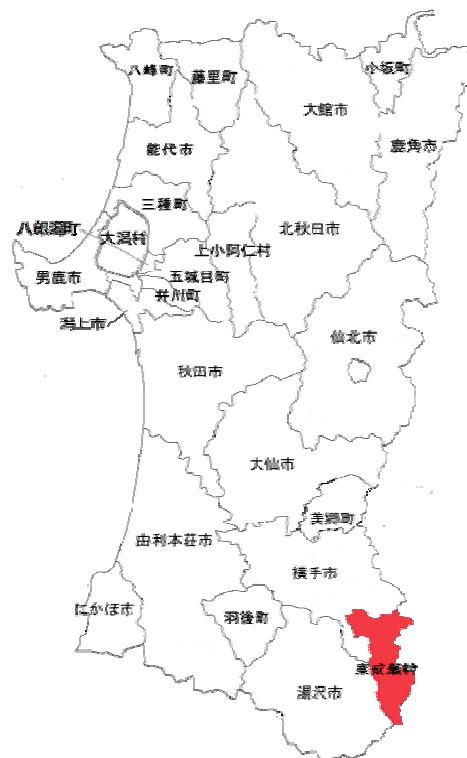 八峰町
藤里町
小坂町
大館市
鹿角市
能代市
三種町
八郎潟町
大潟村
上小阿仁村
北秋田市
男鹿市
五城目町
井川町
潟上市
仙北市
秋田市
大仙市
美郷町
由利本荘市
横手市
にかほ市
羽後町
東成瀬村
湯沢市